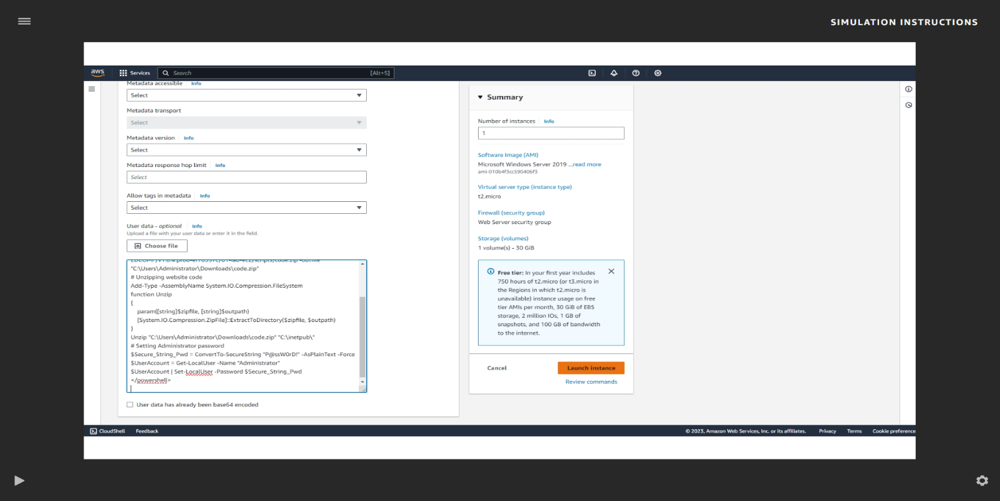 SIMULATION INSTRUCTIONS
aws Services Search [Alt+S]
Metadata accessible Info
Select
Metadata transport
Select
Metadata version Info
Select
Metadata response hop limit Info
Select
Allow tags in metadata Info
Select
User data - optional Info
Upload a file with your user data or enter it in the field.
Choose file
"C:\Users\Administrator\Downloads\code.zip"
# Unzipping website code
Add-Type -AssemblyName System.IO.Compression.FileSystem
function Unzip
{
param([string]$zipfile, [string]$outpath)
[System.IO.Compression.ZipFile]::ExtractToDirectory($zipfile, $outpath)
}
Unzip "C:\Users\Administrator\Downloads\code.zip" "C:\inetpub\"
# Setting Administrator password
$Secure_String_Pwd = ConvertTo-SecureString "P@ssW0rD!" -AsPlainText -Force
$UserAccount = Get-LocalUser -Name "Administrator"
$UserAccount | Set-LocalUser -Password $Secure_String_Pwd
</powershell>
User data has already been base64 encoded
Summary
Number of instances Info
1
Software Image (AMI)
Microsoft Windows Server 2019 ...read more
ami-010b4f3cc590406f3
Virtual server type (instance type)
t2.micro
Firewall (security group)
Web Server security group
Storage (volumes)
1 volume(s) - 30 GiB
Free tier: In your first year includes
750 hours of t2.micro (or t3.micro in
the Regions in which t2.micro is
unavailable) instance usage on free
tier AMIs per month, 30 GiB of EBS
storage, 2 million IOs, 1 GB of
snapshots, and 100 GB of bandwidth
to the internet.
Cancel Launch instance
Review commands
CloudShell Feedback © 2023, Amazon Web Services, Inc. or its affiliates. Privacy Terms Cookie preference